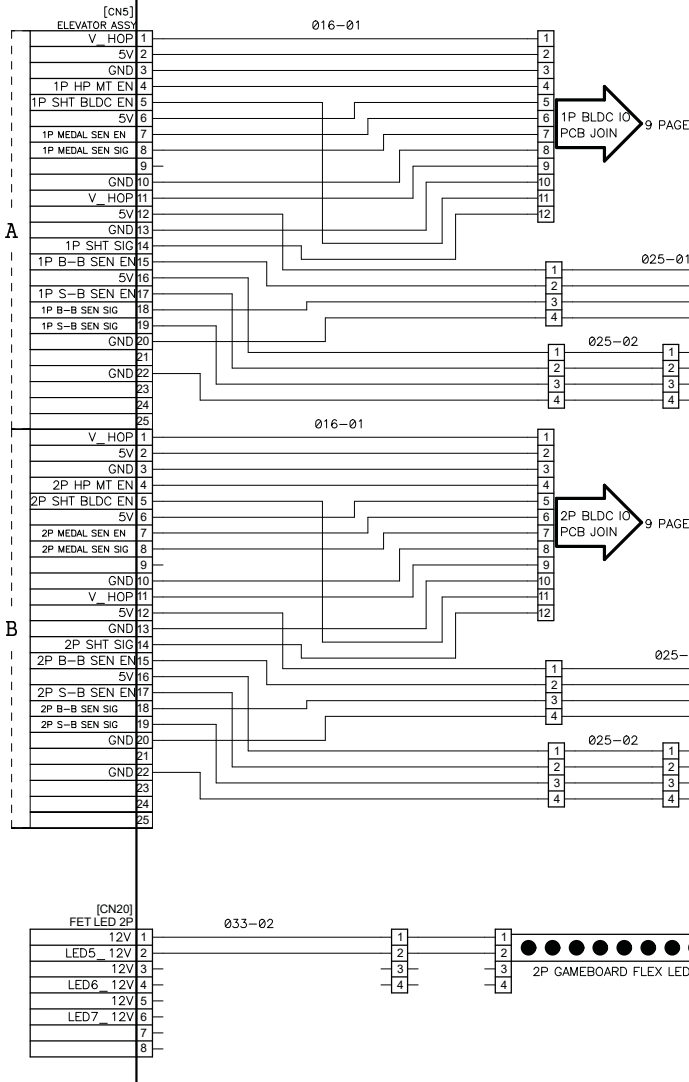 [CN5]
ELEVATOR ASSY
016-01
V_HOP 1 1
5V 2 2
GND 3 3
1P HP MT EN 4 4
1P SHT BLDC EN 5 5
5V 6 6
1P MEDAL SEN EN 7 7
1P MEDAL SEN SIG 8 8
9 9
GND 10 10
V_HOP 11 11
5V 12 12
1P BLDC IO
PCB JOIN
9 PAGE
GND 13
A
1P SHT SIG 14
1P B-B SEN EN 15
025-01
5V 16 1
1P S-B SEN EN 17 2
1P B-B SEN SIG 18 3
1P S-B SEN SIG 19 4
GND 20
025-02
21 1 1
GND 22 2 2
23 3 3
24 4 4
25
016-01
V_HOP 1 1
5V 2 2
GND 3 3
2P HP MT EN 4 4
2P SHT BLDC EN 5 5
5V 6 6
2P MEDAL SEN EN 7 7
2P MEDAL SEN SIG 8 8
9 9
GND 10 10
V_HOP 11 11
5V 12 12
2P BLDC IO
PCB JOIN
9 PAGE
GND 13
B
2P SHT SIG 14
2P B-B SEN EN 15
025-
5V 16 1
2P S-B SEN EN 17 2
2P B-B SEN SIG 18 3
2P S-B SEN SIG 19 4
GND 20
025-02
21 1 1
GND 22 2 2
23 3 3
24 4 4
25
[CN20]
FET LED 2P
033-02
12V 1 1 1
LED5_12V 2 2 2
12V 3 3 3
LED6_12V 4 4 4
12V 5
LED7_12V 6
7
8
2P GAMEBOARD FLEX LED